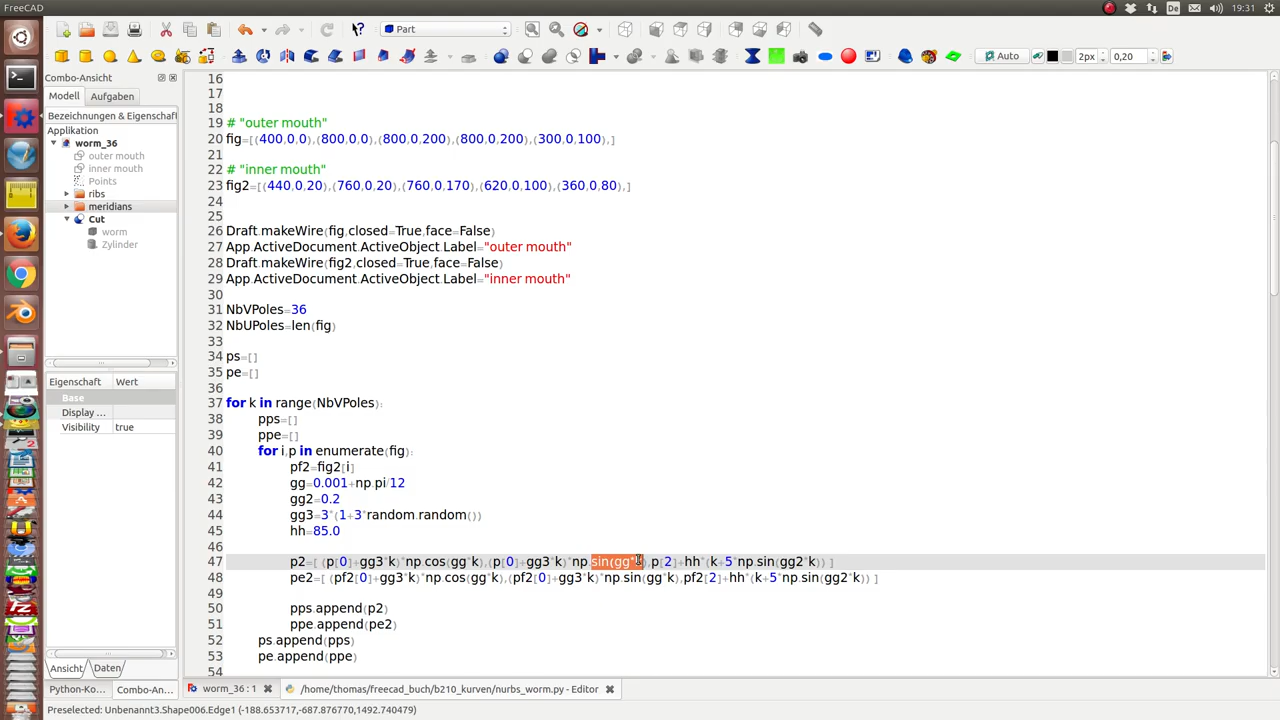 FreeCAD
De
19:31
Part
Auto
2px
0,20
Combo-Ansicht
Modell
Aufgaben
Bezeichnungen & Eigenschaft
Applikation
worm_36
outer mouth
inner mouth
Points
ribs
meridians
Cut
worm
Zylinder
Eigenschaft
Wert
Base
Display ...
Visibility
true
Ansicht
Daten
Python-Ko...
Combo-An...
16
17
18
19 # "outer mouth"
20 fig=[(400,0,0),(800,0,0),(800,0,200),(800,0,200),(300,0,100),]
21
22 # "inner mouth"
23 fig2=[(440,0,20),(760,0,20),(760,0,170),(620,0,100),(360,0,80),]
24
25
26 Draft.makeWire(fig,closed=True,face=False)
27 App.ActiveDocument.ActiveObject.Label="outer mouth"
28 Draft.makeWire(fig2,closed=True,face=False)
29 App.ActiveDocument.ActiveObject.Label="inner mouth"
30
31 NbVPoles=36
32 NbUPoles=len(fig)
33
34 ps=[]
35 pe=[]
36
37 for k in range(NbVPoles):
38 pps=[]
39 ppe=[]
40 for i,p in enumerate(fig):
41 pf2=fig2[i]
42 gg=0.001+np.pi/12
43 gg2=0.2
44 gg3=3*(1+3*random.random())
45 hh=85.0
46
47 p2=[ (p[0]+gg3*k)*np.cos(gg*k),(p[0]+gg3*k)*np.sin(gg*k),p[2]+hh*(k+5*np.sin(gg2*k)) ]
48 pe2=[ (pf2[0]+gg3*k)*np.cos(gg*k),(pf2[0]+gg3*k)*np.sin(gg*k),pf2[2]+hh*(k+5*np.sin(gg2*k)) ]
49
50 pps.append(p2)
51 ppe.append(pe2)
52 ps.append(pps)
53 pe.append(ppe)
54
worm_36 : 1
/home/thomas/freecad_buch/b210_kurven/nurbs_worm.py - Editor
Preselected: Unbenannt3.Shape006.Edge1 (-188.653717,-687.876770,1492.740479)